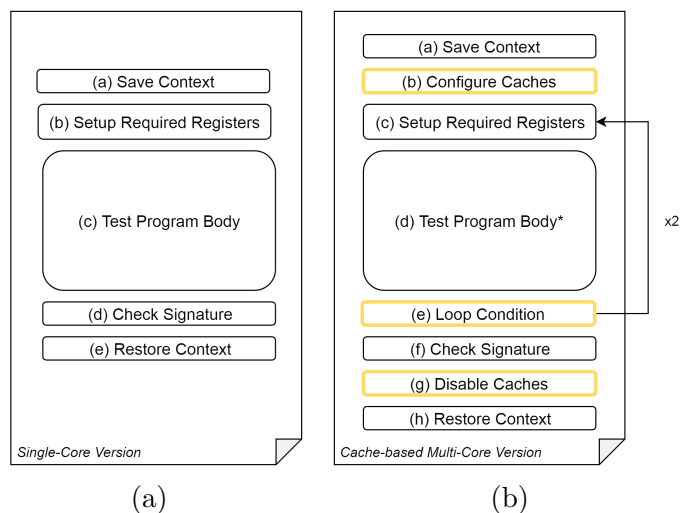 (a) Save Context
(b) Setup Required Registers
(c) Test Program Body
(d) Check Signature
(e) Restore Context
Single-Core Version
(a)
(a) Save Context
(b) Configure Caches
(c) Setup Required Registers
(d) Test Program Body*
x2
(e) Loop Condition
(f) Check Signature
(g) Disable Caches
(h) Restore Context
Cache-based Multi-Core Version
(b)